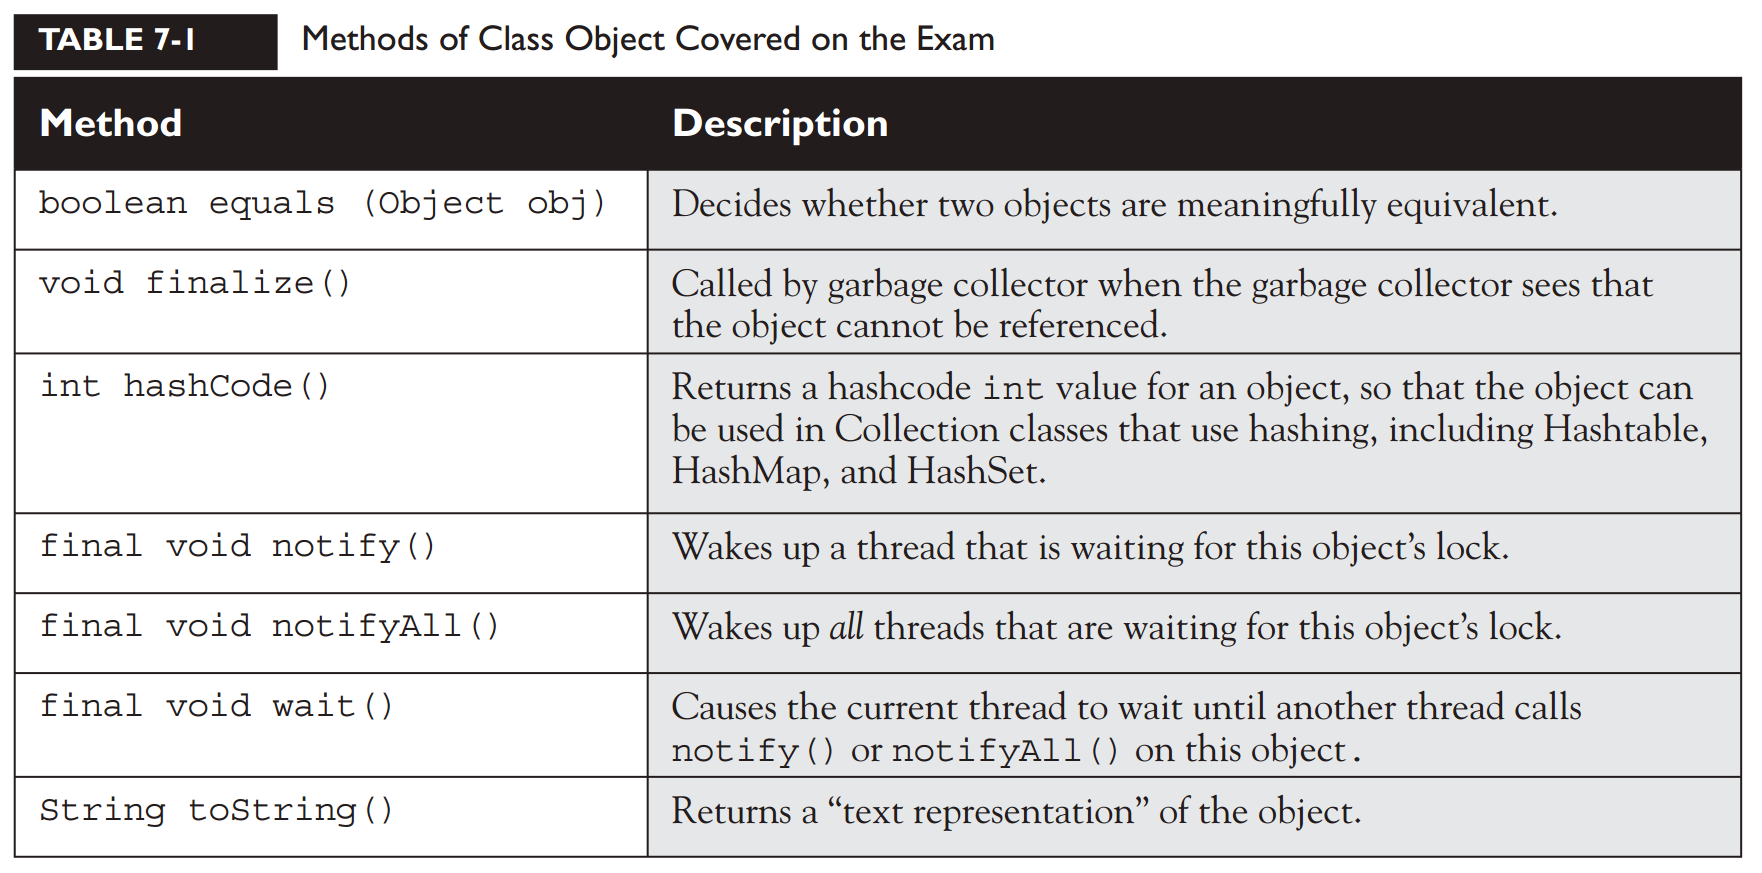 TABLE 7-1 Methods of Class Object Covered on the Exam
Method Description
boolean equals (Object obj) Decides whether two objects are meaningfully equivalent.
void finalize() Called by garbage collector when the garbage collector sees that
the object cannot be referenced.
int hashCode() Returns a hashcode int value for an object, so that the object can
be used in Collection classes that use hashing, including Hashtable,
HashMap, and HashSet.
final void notify() Wakes up a thread that is waiting for this object’s lock.
final void notifyAll() Wakes up all threads that are waiting for this object’s lock.
final void wait() Causes the current thread to wait until another thread calls
notify() or notifyAll() on this object.
String toString() Returns a “text representation” of the object.